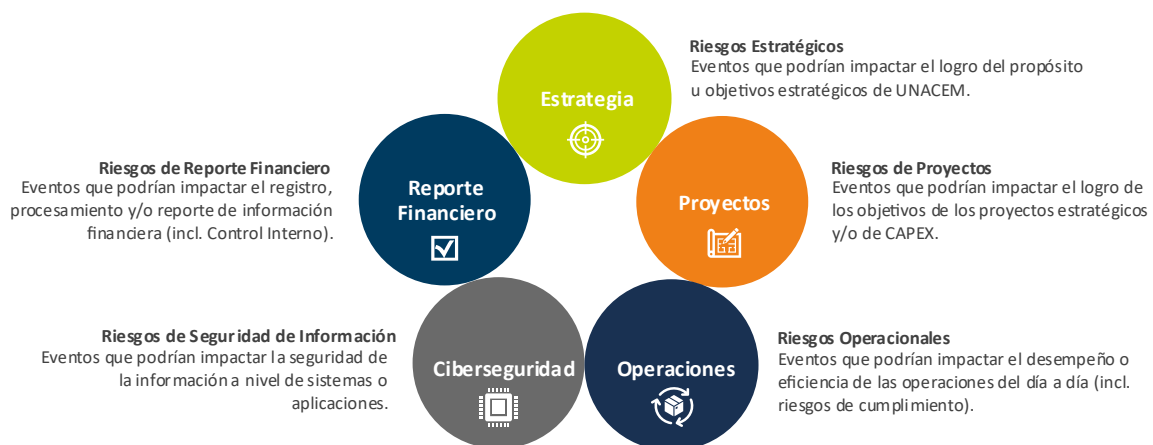 Estrategia
Riesgos Estratégicos
Eventos que podrían impactar el logro del propósito
u objetivos estratégicos de UNACEM.
Proyectos
Riesgos de Proyectos
Eventos que podrían impactar el logro de
los objetivos de los proyectos estratégicos
y/o de CAPEX.
Operaciones
Riesgos Operacionales
Eventos que podrían impactar el desempeño o
eficiencia de las operaciones del día a día (incl.
riesgos de cumplimiento).
Ciberseguridad
Riesgos de Seguridad de Información
Eventos que podrían impactar la seguridad de
la información a nivel de sistemas o
aplicaciones.
Reporte
Financiero
Riesgos de Reporte Financiero
Eventos que podrían impactar el registro,
procesamiento y/o reporte de información
financiera (incl. Control Interno).